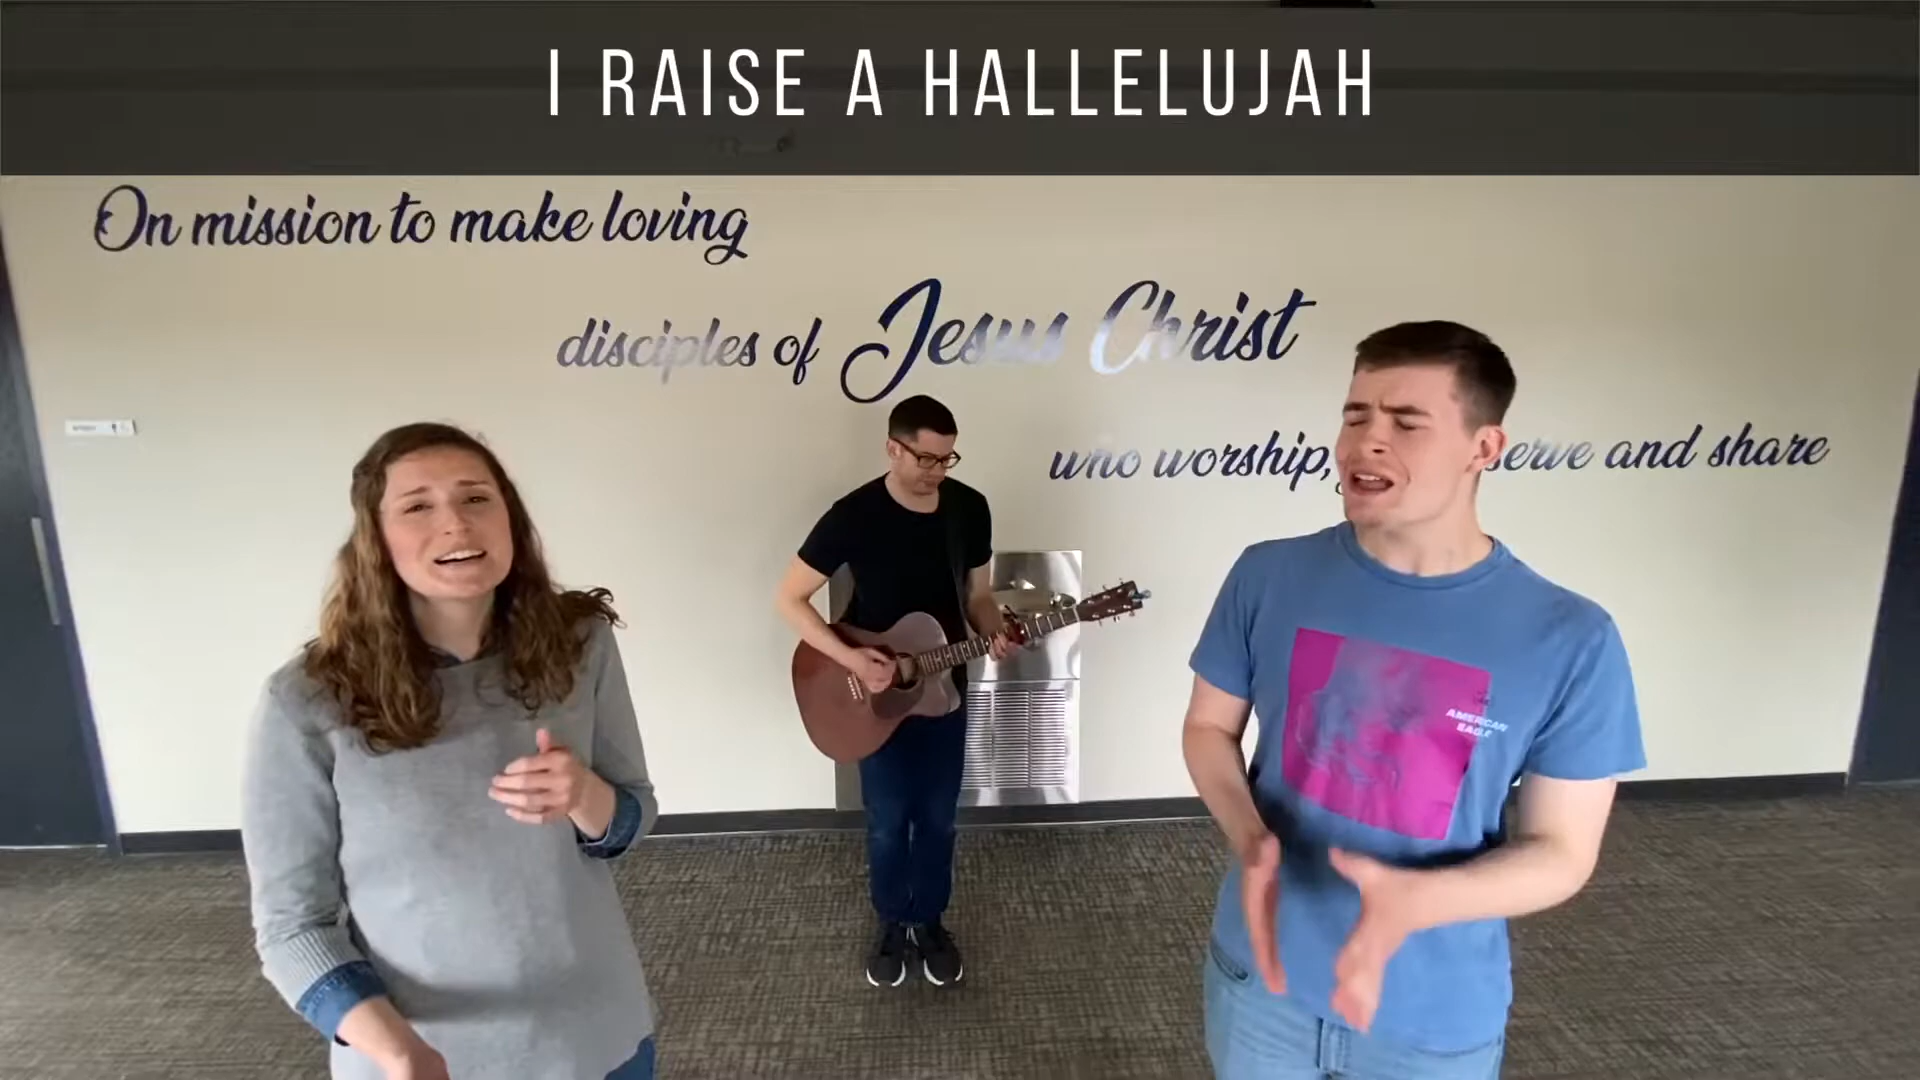 I RAISE A HALLELUJAH
On mission to make loving
disciples of Jesus Christ
who worship, serve and share
AMERICAN
EAGLE